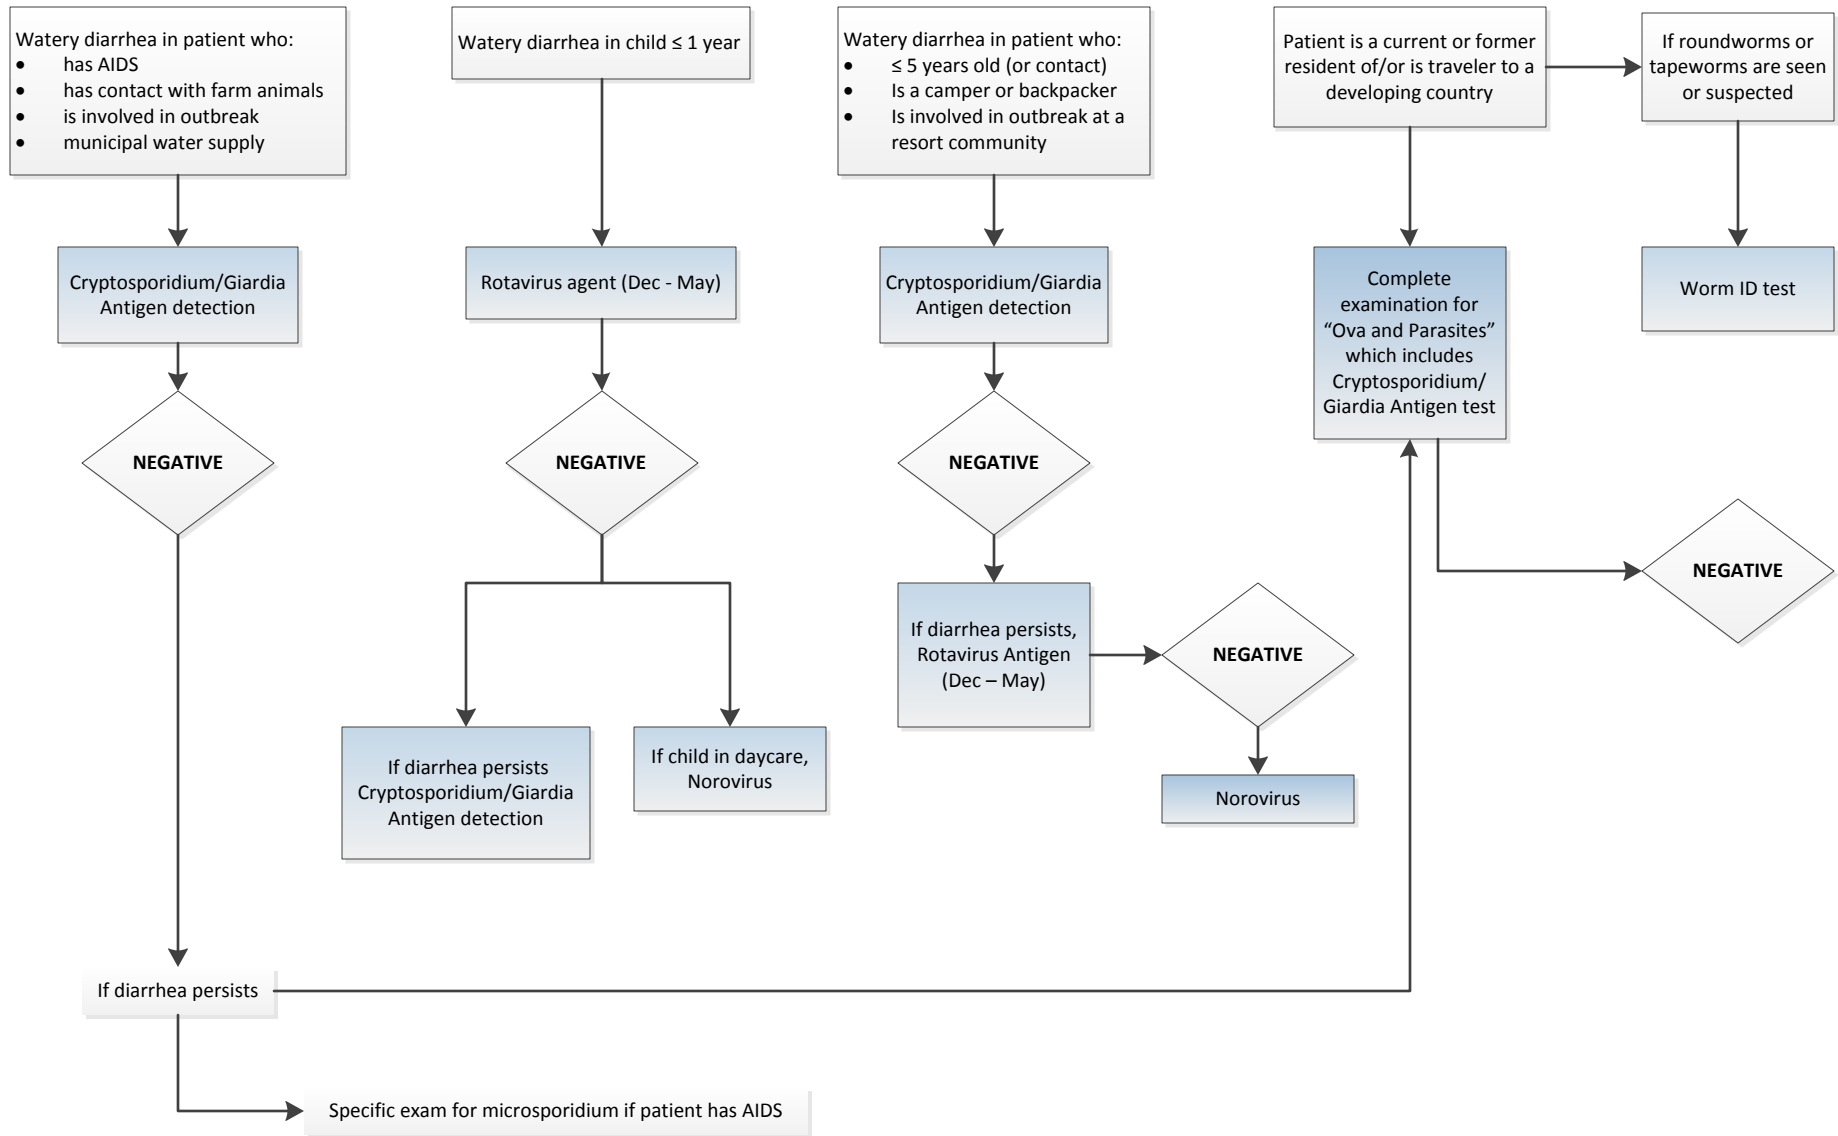 Watery diarrhea in patient who:
• has AIDS
• has contact with farm animals
• is involved in outbreak
• municipal water supply
Watery diarrhea in child ≤ 1 year
Watery diarrhea in patient who:
• ≤ 5 years old (or contact)
• Is a camper or backpacker
• Is involved in outbreak at a
resort community
Patient is a current or former
resident of/or is traveler to a
developing country
If roundworms or
tapeworms are seen
or suspected
Cryptosporidium/Giardia
Antigen detection
Rotavirus agent (Dec - May)
Cryptosporidium/Giardia
Antigen detection
Complete
examination for
“Ova and Parasites”
which includes
Cryptosporidium/
Giardia Antigen test
Worm ID test
NEGATIVE
NEGATIVE
NEGATIVE
NEGATIVE
If diarrhea persists,
Rotavirus Antigen
(Dec – May)
NEGATIVE
If diarrhea persists
Cryptosporidium/Giardia
Antigen detection
If child in daycare,
Norovirus
Norovirus
If diarrhea persists
Specific exam for microsporidium if patient has AIDS